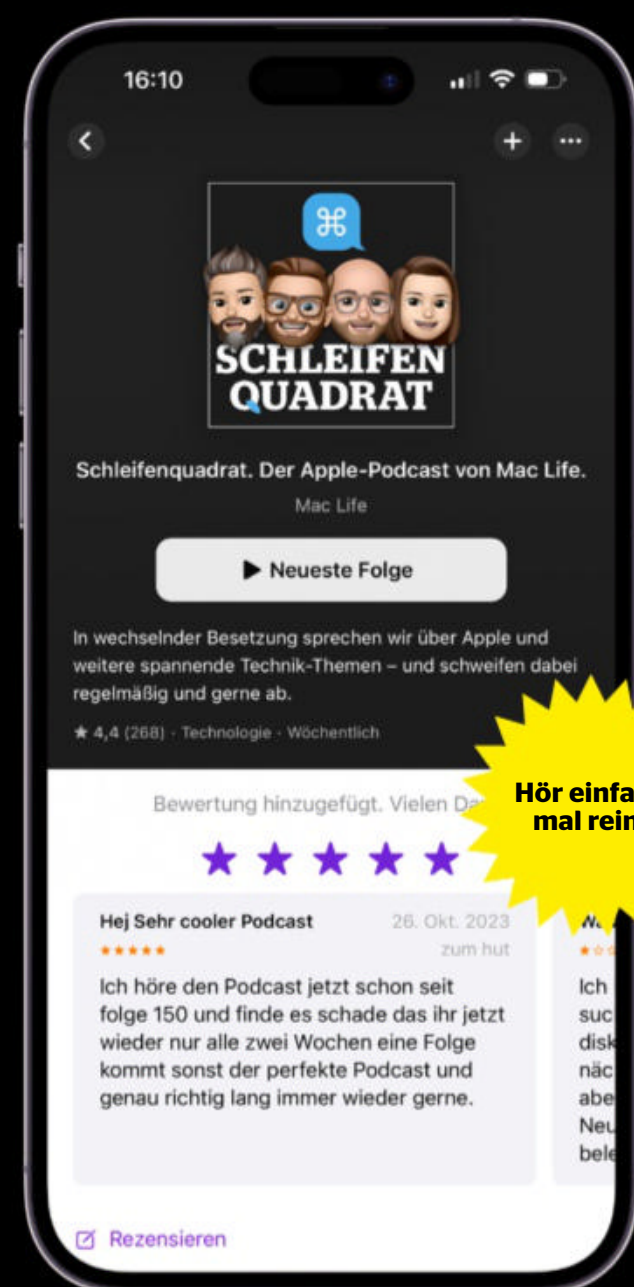 16:10
⌘
SCHLEIFEN
QUADRAT
Schleifenquadrat. Der Apple-Podcast von Mac Life.
Mac Life
Neueste Folge
In wechselnder Besetzung sprechen wir über Apple und
weitere spannende Technik-Themen – und schweifen dabei
regelmäßig und gerne ab.
★ 4,4 (268) · Technologie · Wöchentlich
Hör einfa
mal rein
Bewertung hinzugefügt. Vielen Da
Hej Sehr cooler Podcast
26. Okt. 2023
zum hut
Ich höre den Podcast jetzt schon seit
folge 150 und finde es schade das ihr jetzt
wieder nur alle zwei Wochen eine Folge
kommt sonst der perfekte Podcast und
genau richtig lang immer wieder gerne.
Ich
suc
disk
näc
abe
Neu
bele
Rezensieren